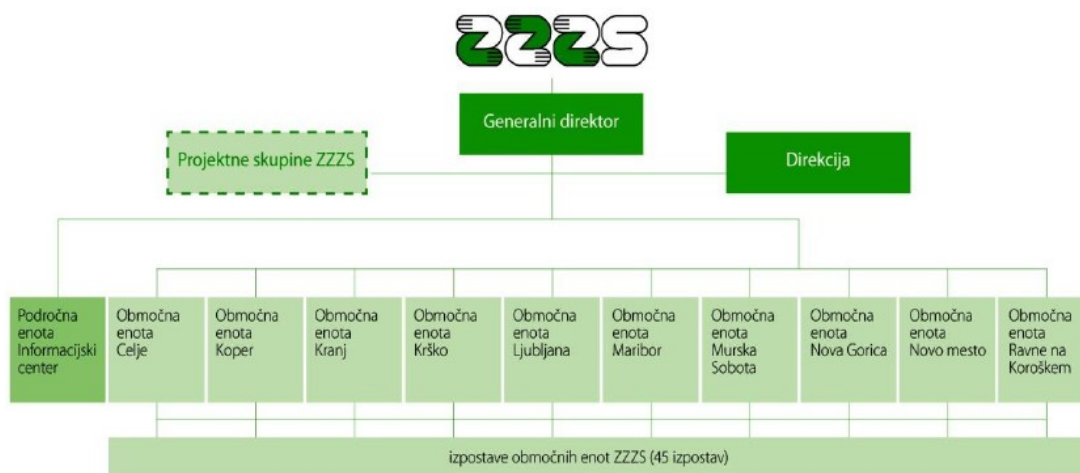 ZZZS
Generalni direktor
Projektne skupine ZZZS
Direkcija
Področna
enota
Informacijski
center
Območna
enota
Celje
Območna
enota
Koper
Območna
enota
Kranj
Območna
enota
Krško
Območna
enota
Ljubljana
Območna
enota
Maribor
Območna
enota
Murska
Sobota
Območna
enota
Nova Gorica
Območna
enota
Novo mesto
Območna
enota
Ravne na
Koroškem
izpostave območnih enot ZZZS (45 izpostav)